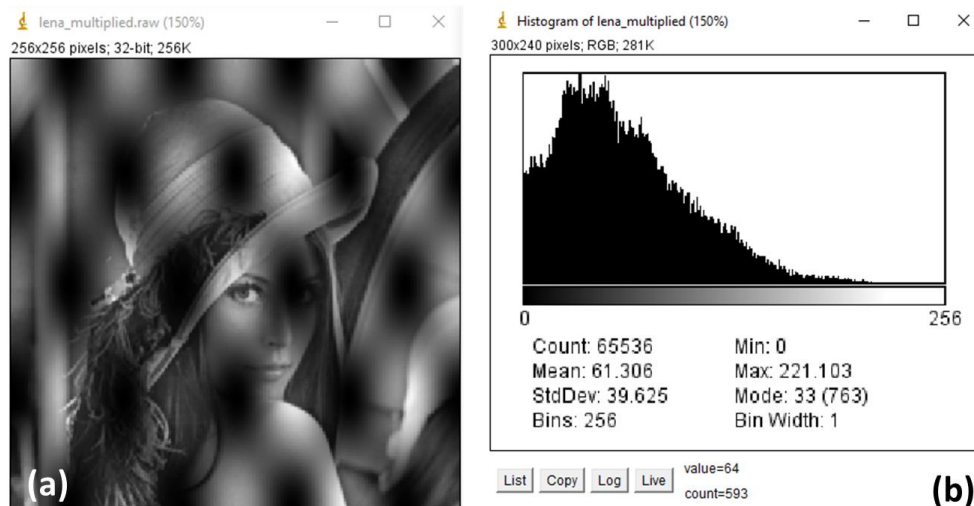 lena_multiplied.raw (150%)
256x256 pixels; 32-bit; 256K
(a)
Histogram of lena_multiplied (150%)
300x240 pixels; RGB; 281K
0 256
Count: 65536 Min: 0
Mean: 61.306 Max: 221.103
StdDev: 39.625 Mode: 33 (763)
Bins: 256 Bin Width: 1
List Copy Log Live value=64
count=593
(b)